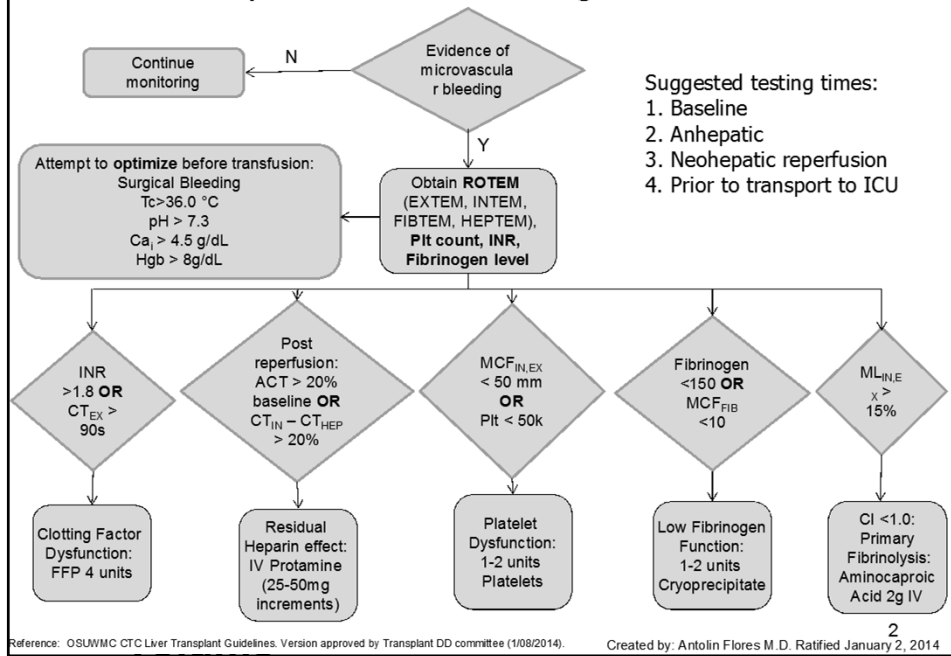 Evidence of
microvascula
r bleeding
N
Continue
monitoring
Y
Suggested testing times:
1. Baseline
2. Anhepatic
3. Neohepatic reperfusion
4. Prior to transport to ICU
Attempt to optimize before transfusion:
Surgical Bleeding
Tc>36.0 °C
pH > 7.3
Cai > 4.5 g/dL
Hgb > 8g/dL
Obtain ROTEM
(EXTEM, INTEM,
FIBTEM, HEPTEM),
Plt count, INR,
Fibrinogen level
INR
>1.8 OR
CTEX >
90s
Post
reperfusion:
ACT > 20%
baseline OR
CTIN – CTHEP
> 20%
MCFIN,EX
< 50 mm
OR
Plt < 50k
Fibrinogen
<150 OR
MCFFIB
<10
MLIN,E
X >
15%
Clotting Factor
Dysfunction:
FFP 4 units
Residual
Heparin effect:
IV Protamine
(25-50mg
increments)
Platelet
Dysfunction:
1-2 units
Platelets
Low Fibrinogen
Function:
1-2 units
Cryoprecipitate
CI <1.0:
Primary
Fibrinolysis:
Aminocaproic
Acid 2g IV
2
Reference: OSUWMC CTC Liver Transplant Guidelines. Version approved by Transplant DD committee (1/08/2014).
Created by: Antolin Flores M.D. Ratified January 2, 2014